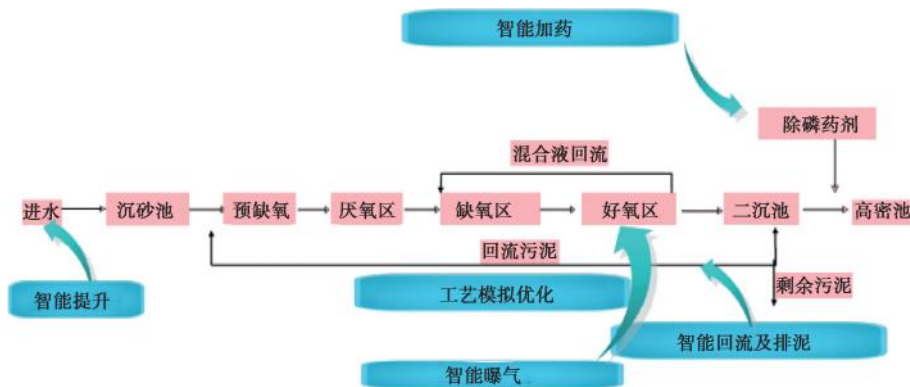 智能加药
除磷药剂
混合液回流
进水
沉砂池
预缺氧
厌氧区
缺氧区
好氧区
二沉池
高密池
回流污泥
剩余污泥
智能提升
工艺模拟优化
智能回流及排泥
智能曝气